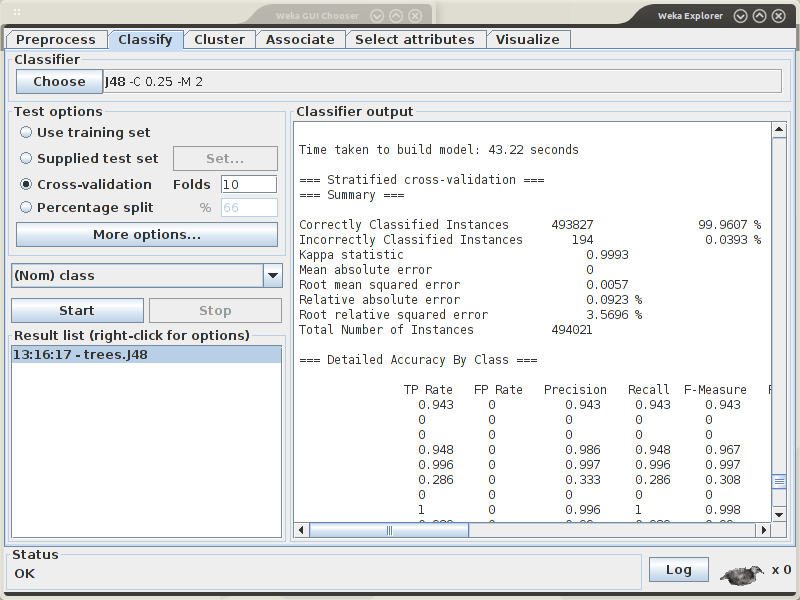 Weka GUI Chooser
Weka Explorer
Preprocess Classify Cluster Associate Select attributes Visualize
Classifier
Choose J48 -C 0.25 -M 2
Test options
Use training set
Supplied test set Set...
Cross-validation Folds 10
Percentage split % 66
More options...
(Nom) class
Start Stop
Result list (right-click for options)
13:16:17 - trees.J48
Classifier output
Time taken to build model: 43.22 seconds
=== Stratified cross-validation ===
=== Summary ===
Correctly Classified Instances 493827 99.9607 %
Incorrectly Classified Instances 194 0.0393 %
Kappa statistic 0.9993
Mean absolute error 0
Root mean squared error 0.0057
Relative absolute error 0.0923 %
Root relative squared error 3.5696 %
Total Number of Instances 494021
=== Detailed Accuracy By Class ===
TP Rate FP Rate Precision Recall F-Measure
0.943 0 0.943 0.943 0.943
0 0 0 0 0
0 0 0 0 0
0.948 0 0.986 0.948 0.967
0.996 0 0.997 0.996 0.997
0.286 0 0.333 0.286 0.308
0 0 0 0 0
1 0 0.996 1 0.998
Status
OK
Log x 0